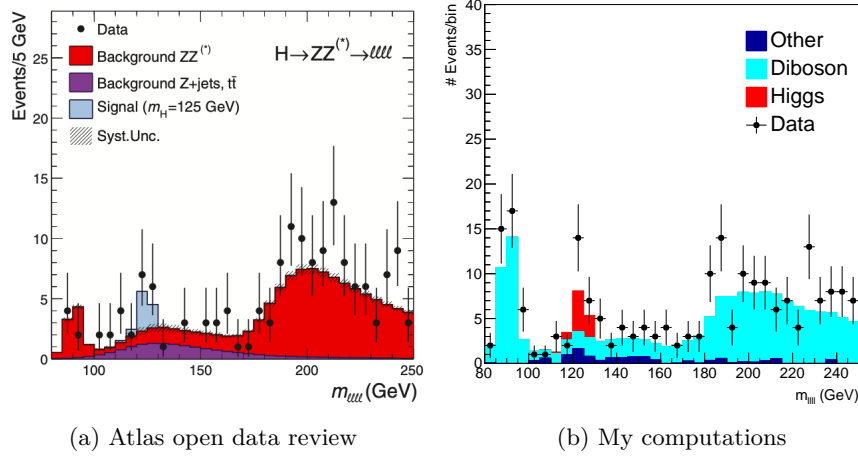 Events/5 GeV
25
20
15
10
5
0
Data
Background ZZ(*)
Background Z+jets, tt̄
Signal (mH=125 GeV)
Syst.Unc.
H→ZZ(*)→ℓℓℓℓ
100 150 200 250
mℓℓℓℓ (GeV)
(a) Atlas open data review
# Events/bin
40
35
30
25
20
15
10
5
0
Other
Diboson
Higgs
Data
80 100 120 140 160 180 200 220 240
mllll (GeV)
(b) My computations